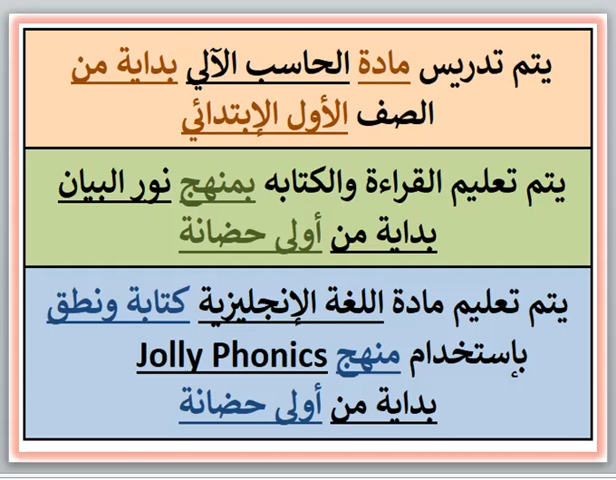 يتم تدريس مادة الحاسب الآلي بداية من
الصف الأول الإبتدائي
يتم تعليم القراءة والكتابه بمنهج نور البيان
بداية من أولى حضانة
يتم تعليم مادة اللغة الإنجليزية كتابة ونطق
بإستخدام منهج Jolly Phonics
بداية من أولى حضانة